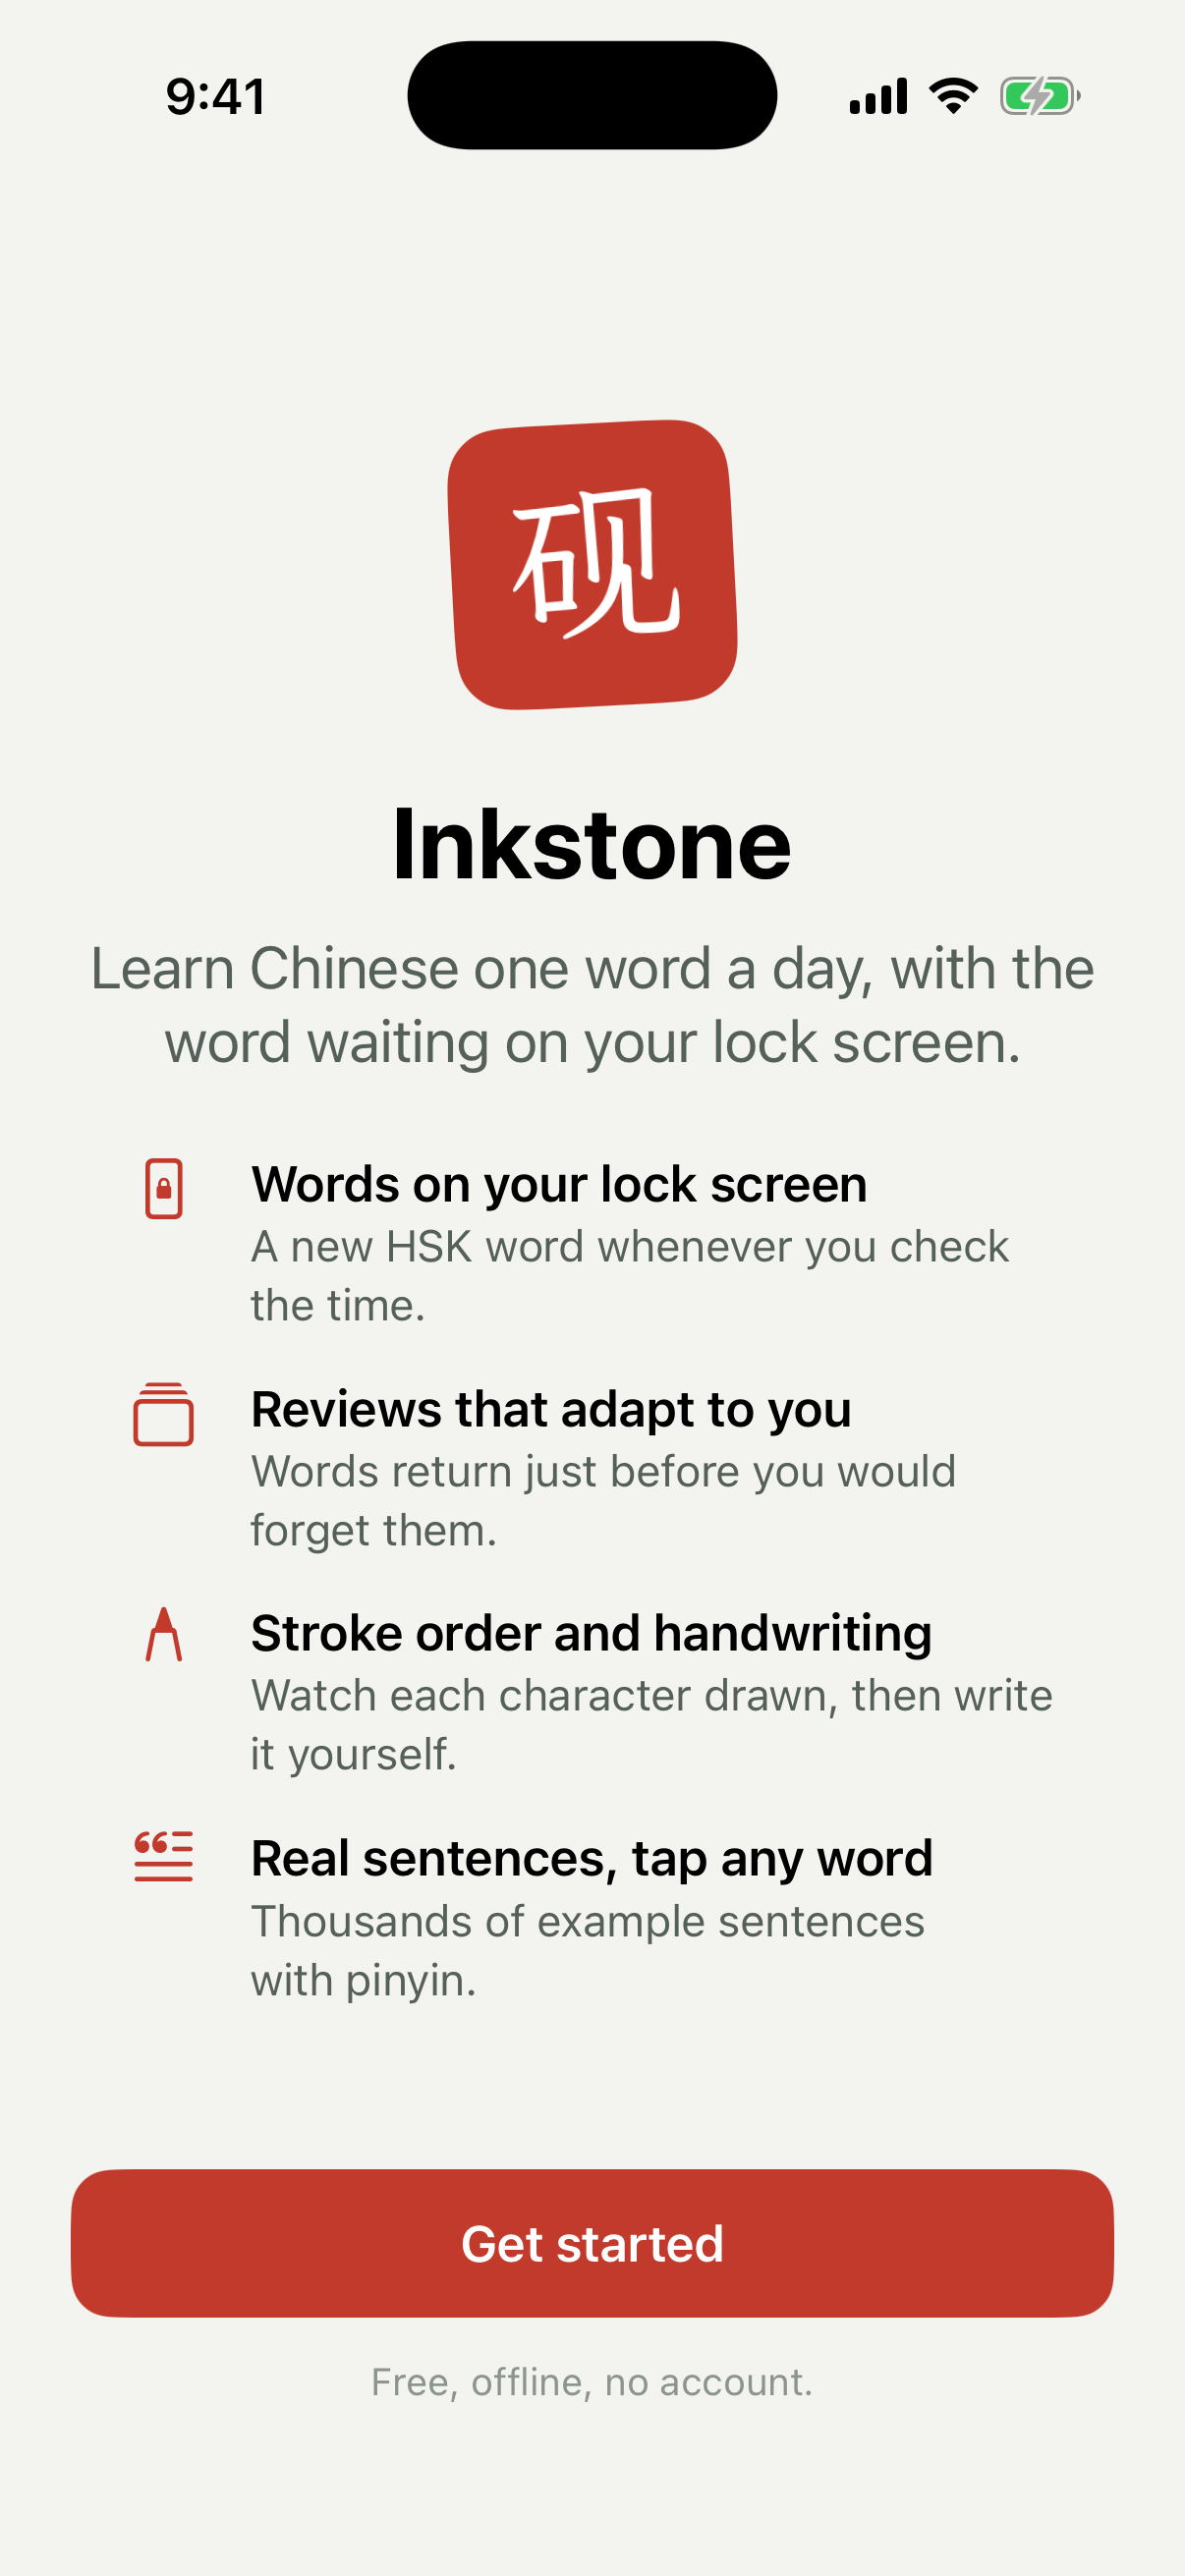 9:41
砚
Inkstone
Learn Chinese one word a day, with the
word waiting on your lock screen.
Words on your lock screen
A new HSK word whenever you check
the time.
Reviews that adapt to you
Words return just before you would
forget them.
Stroke order and handwriting
Watch each character drawn, then write
it yourself.
Real sentences, tap any word
Thousands of example sentences
with pinyin.
Get started
Free, offline, no account.